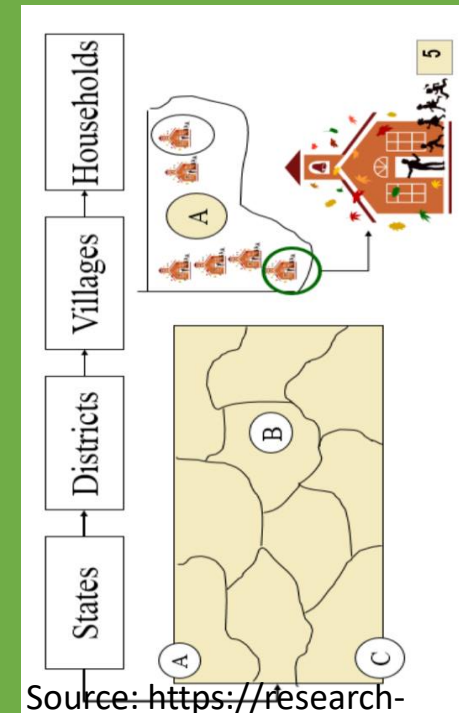 States
Districts
Villages
Households
A
B
C
A
5
Source: https://research-